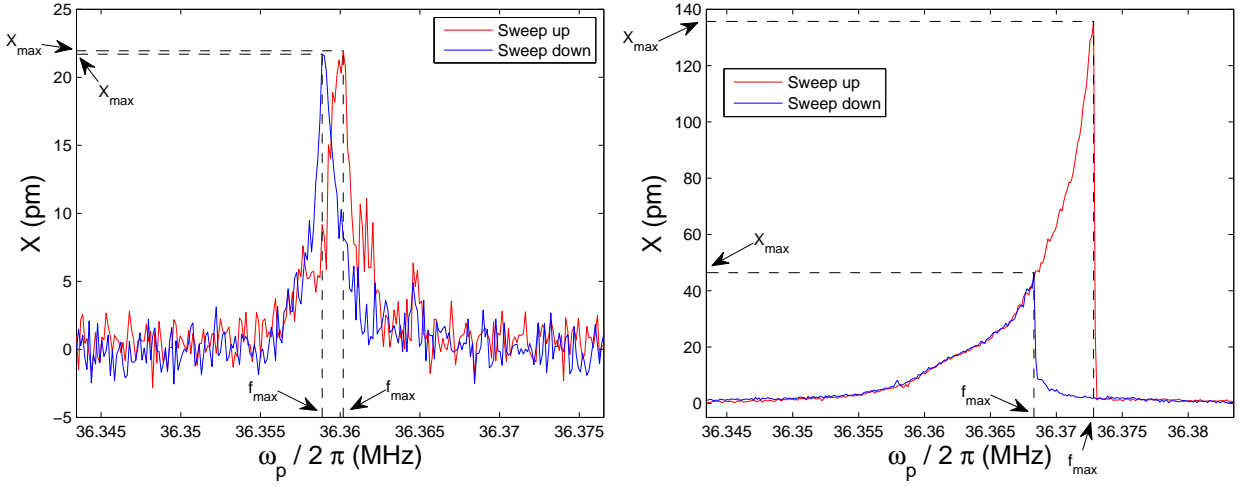 25
20
15
10
5
0
−5
X (pm)
X_max
X_max
Sweep up
Sweep down
f_max
f_max
36.345
36.35
36.355
36.36
36.365
36.37
36.375
ω_p / 2 π (MHz)
140
120
100
80
60
40
20
0
X (pm)
X_max
X_max
Sweep up
Sweep down
f_max
f_max
36.345
36.35
36.355
36.36
36.365
36.37
36.375
36.38
ω_p / 2 π (MHz)